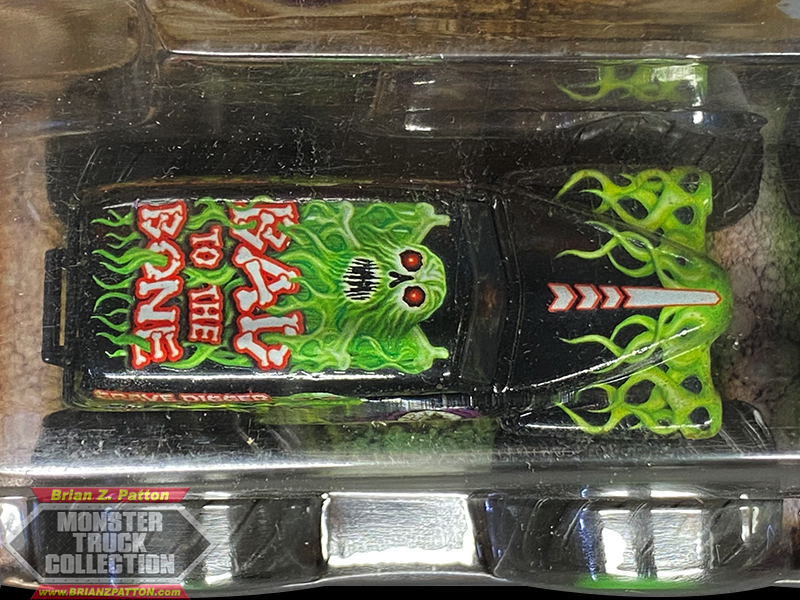 BAD
TO THE
BONE
GRAVE DIGGER
Brian Z. Patton
MONSTER
TRUCK
COLLECTION
www.BRIANZPATTON.com